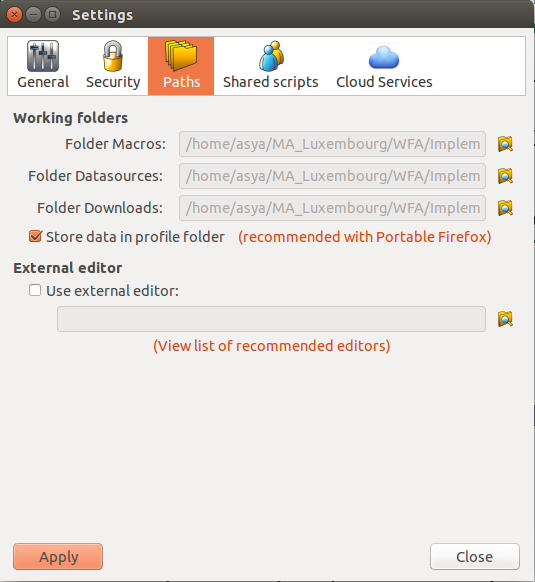 Settings
General Security Paths Shared scripts Cloud Services
Working folders
Folder Macros: /home/asya/MA_Luxembourg/WFA/Implem
Folder Datasources: /home/asya/MA_Luxembourg/WFA/Implem
Folder Downloads: /home/asya/MA_Luxembourg/WFA/Implem
Store data in profile folder (recommended with Portable Firefox)
External editor
Use external editor:
(View list of recommended editors)
Apply Close